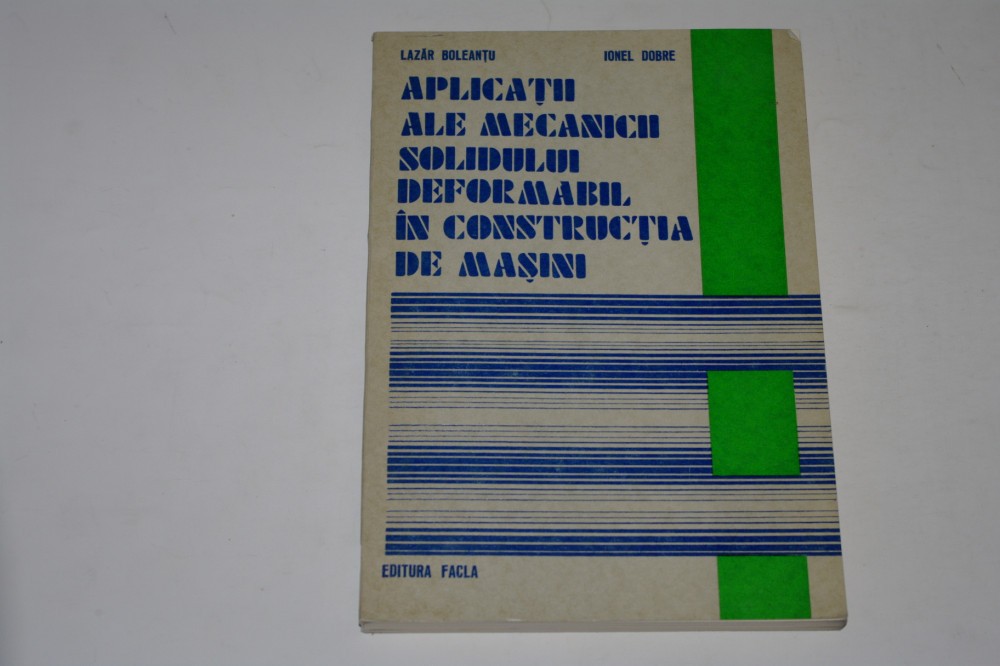 LAZĂR BOLEANȚU IONEL DOBRE
APLICAȚII
ALE MECANICII
SOLIDULUI
DEFORMABIL
ÎN CONSTRUCȚIA
DE MAȘINI
EDITURA FACLA